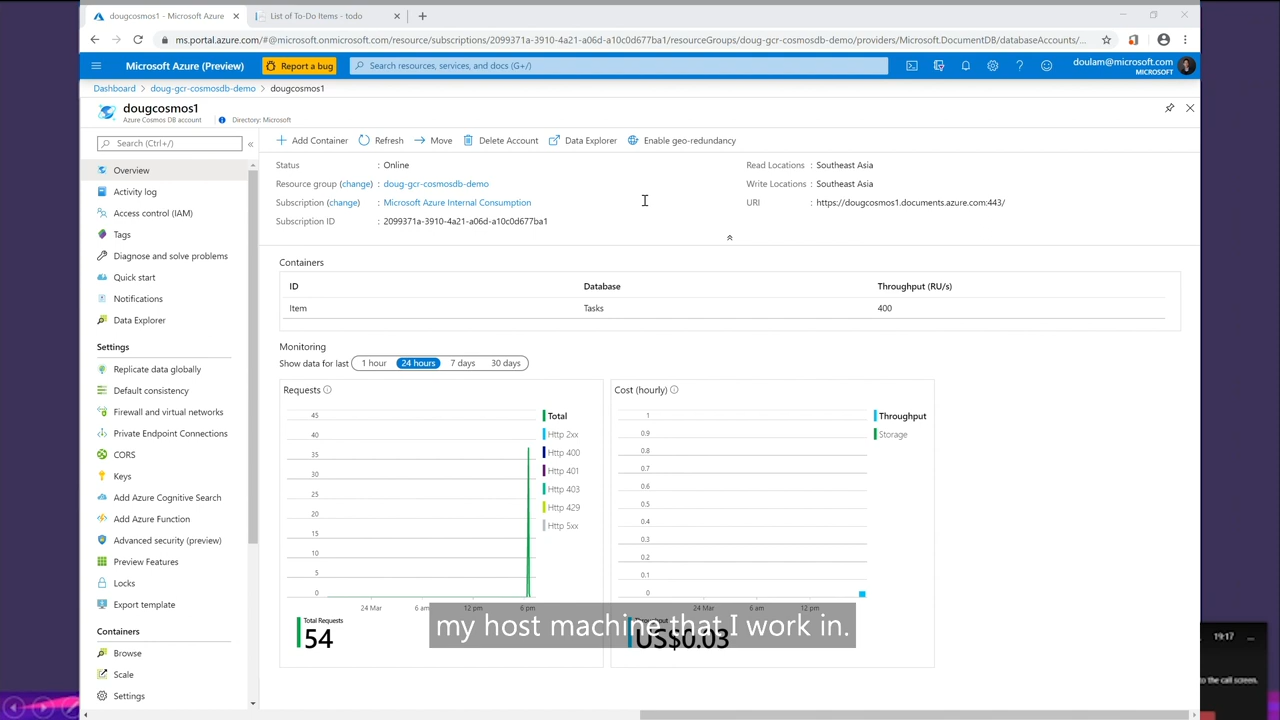 dougcosmos1 - Microsoft Azure
List of To-Do Items - todo
ms.portal.azure.com/#@microsoft.onmicrosoft.com/resource/subscriptions/2099371a-3910-4a21-a06d-a10c0d677ba1/resourceGroups/doug-gcr-cosmosdb-demo/providers/Microsoft.DocumentDB/databaseAccounts/...
Microsoft Azure (Preview)
Report a bug
Search resources, services, and docs (G+/)
doulam@microsoft.com
MICROSOFT
Dashboard > doug-gcr-cosmosdb-demo > dougcosmos1
dougcosmos1
Azure Cosmos DB account
Directory: Microsoft
Search (Ctrl+/)
Add Container Refresh Move Delete Account Data Explorer Enable geo-redundancy
Overview
Activity log
Access control (IAM)
Tags
Diagnose and solve problems
Quick start
Notifications
Data Explorer
Settings
Replicate data globally
Default consistency
Firewall and virtual networks
Private Endpoint Connections
CORS
Keys
Add Azure Cognitive Search
Add Azure Function
Advanced security (preview)
Preview Features
Locks
Export template
Containers
Browse
Scale
Settings
Status : Online
Resource group (change) : doug-gcr-cosmosdb-demo
Subscription (change) : Microsoft Azure Internal Consumption
Subscription ID : 2099371a-3910-4a21-a06d-a10c0d677ba1
Read Locations : Southeast Asia
Write Locations : Southeast Asia
URI : https://dougcosmos1.documents.azure.com:443/
Containers
ID Database Throughput (RU/s)
Item Tasks 400
Monitoring
Show data for last 1 hour 24 hours 7 days 30 days
Requests
45
40
35
30
25
20
15
10
5
0
24 Mar 6 am 12 pm 6 pm
Total
Http 2xx
Http 400
Http 401
Http 403
Http 429
Http 5xx
Total Requests
54
Cost (hourly)
1
0.9
0.8
0.7
0.6
0.5
0.4
0.3
0.2
0.1
0
24 Mar 6 am 12 pm
Throughput
Storage
US$0.03
my host machine that I work in.
19:17
to the call screen.